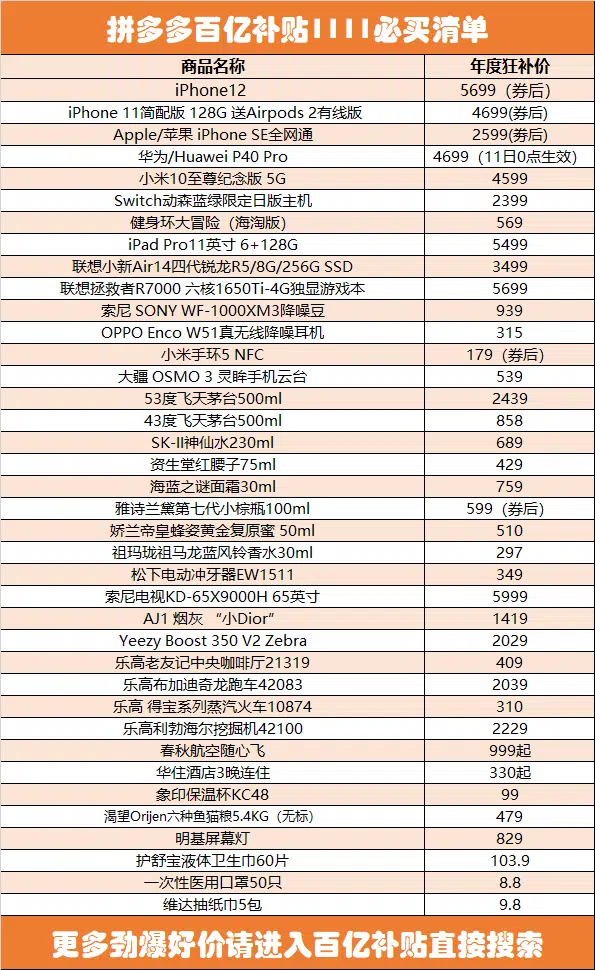 拼多多百亿补贴1111必买清单
商品名称 年度狂补价
iPhone12 5699（券后）
iPhone 11简配版 128G 送Airpods 2有线版 4699(券后)
Apple/苹果 iPhone SE全网通 2599(券后)
华为/Huawei P40 Pro 4699（11日0点生效）
小米10至尊纪念版 5G 4599
Switch动森蓝绿限定日版主机 2399
健身环大冒险（海淘版） 569
iPad Pro11英寸 6+128G 5499
联想小新Air14四代锐龙R5/8G/256G SSD 3499
联想拯救者R7000 六核1650Ti-4G独显游戏本 5699
索尼 SONY WF-1000XM3降噪豆 939
OPPO Enco W51真无线降噪耳机 315
小米手环5 NFC 179（券后）
大疆 OSMO 3 灵眸手机云台 539
53度飞天茅台500ml 2439
43度飞天茅台500ml 858
SK-II神仙水230ml 689
资生堂红腰子75ml 429
海蓝之谜面霜30ml 759
雅诗兰黛第七代小棕瓶100ml 599（券后）
娇兰帝皇蜂姿黄金复原蜜 50ml 510
祖玛珑祖马龙蓝风铃香水30ml 297
松下电动冲牙器EW1511 349
索尼电视KD-65X9000H 65英寸 5999
AJ1 烟灰 “小Dior” 1419
Yeezy Boost 350 V2 Zebra 2029
乐高老友记中央咖啡厅21319 409
乐高布加迪奇龙跑车42083 2039
乐高 得宝系列蒸汽火车10874 310
乐高利勃海尔挖掘机42100 2229
春秋航空随心飞 999起
华住酒店3晚连住 330起
象印保温杯KC48 99
渴望Orijen六种鱼猫粮5.4KG（无标） 479
明基屏幕灯 829
护舒宝液体卫生巾60片 103.9
一次性医用口罩50只 8.8
维达抽纸巾5包 9.8
更多劲爆好价请进入百亿补贴直接搜索